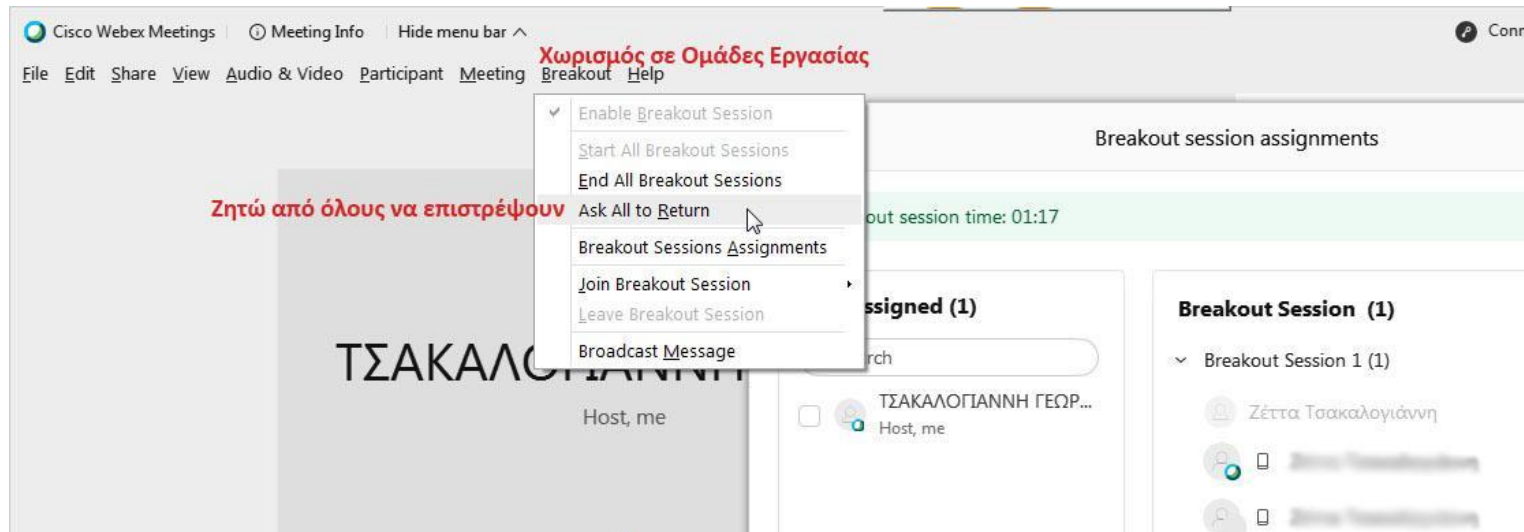 Cisco Webex Meetings Meeting Info Hide menu bar
Χωρισμός σε Ομάδες Εργασίας
File Edit Share View Audio & Video Participant Meeting Breakout Help
Enable Breakout Session
Start All Breakout Sessions
End All Breakout Sessions
Ζητώ από όλους να επιστρέψουν
Ask All to Return
Breakout Sessions Assignments
Join Breakout Session
Leave Breakout Session
Broadcast Message
Host, me
Breakout session assignments
out session time: 01:17
ssigned (1)
rch
ΤΣΑΚΑΛΟΓΙΑΝΝΗ ΓΕΩΡ...
Host, me
Breakout Session (1)
Breakout Session 1 (1)
Ζέττα Τσακαλογιάννη